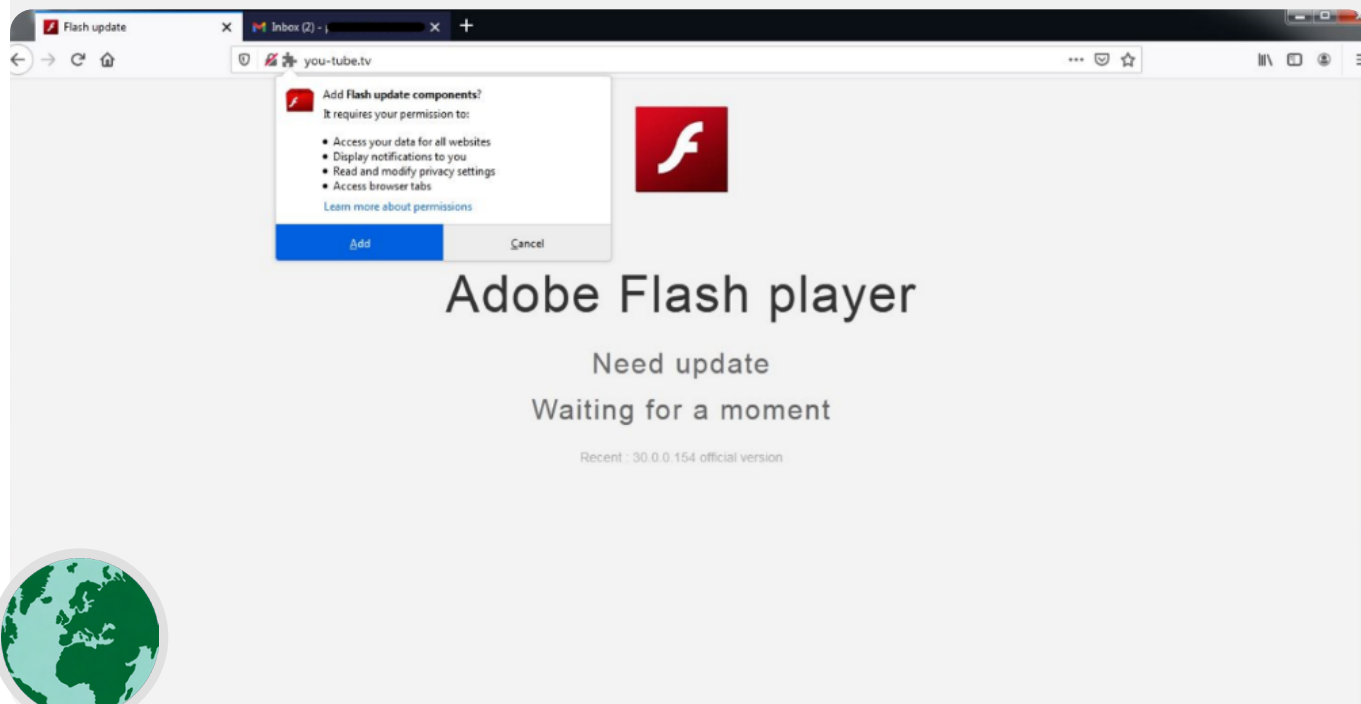 Flash update
Inbox (2) -
you-tube.tv
Add Flash update components?
It requires your permission to:
Access your data for all websites
Display notifications to you
Read and modify privacy settings
Access browser tabs
Learn more about permissions
Add
Cancel
Adobe Flash player
Need update
Waiting for a moment
Recent : 30.0.0.154 official version